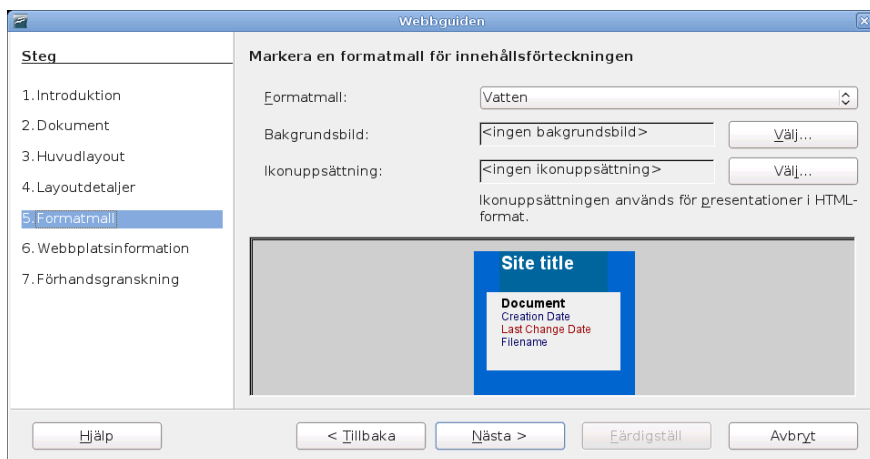 Webbguiden
Steg
1. Introduktion
2. Dokument
3. Huvudlayout
4. Layoutdetaljer
5. Formatmall
6. Webbplatsinformation
7. Förhandsgranskning
Markera en formatmall för innehållsförteckningen
Formatmall:
Vatten
Bakgrundsbild:
<ingen bakgrundsbild>
Välj...
Ikonuppsättning:
<ingen ikonuppsättning>
Välj...
Ikonuppsättningen används för presentationer i HTML-
format.
Site title
Document
Creation Date
Last Change Date
Filename
Hjälp
< Tillbaka
Nästa >
Färdigställ
Avbryt